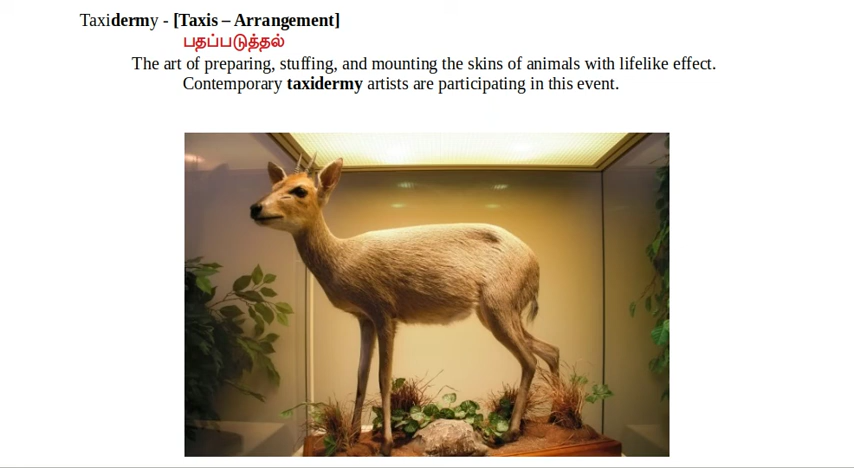 Taxidermy - [Taxis – Arrangement]
பதப்படுத்தல்
The art of preparing, stuffing, and mounting the skins of animals with lifelike effect.
Contemporary taxidermy artists are participating in this event.